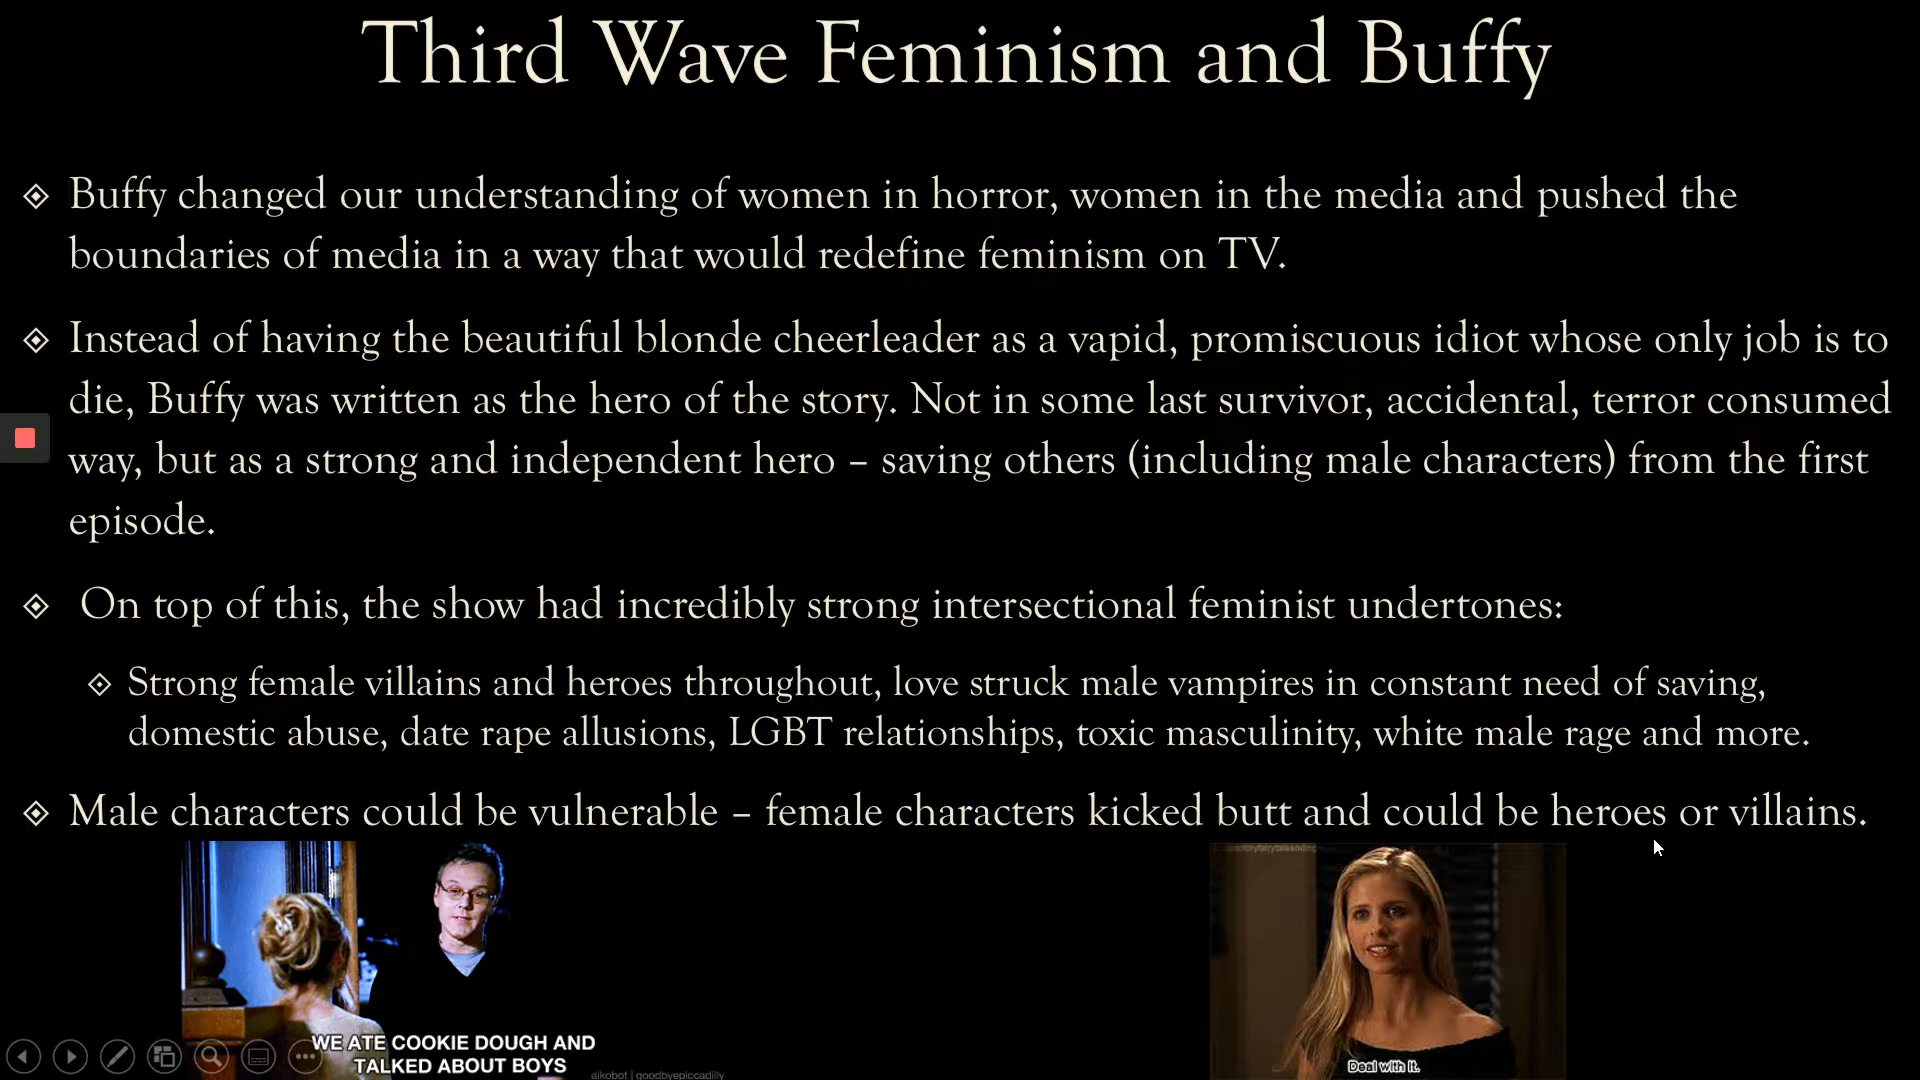 Third Wave Feminism and Buffy
Buffy changed our understanding of women in horror, women in the media and pushed the
boundaries of media in a way that would redefine feminism on TV.
Instead of having the beautiful blonde cheerleader as a vapid, promiscuous idiot whose only job is to
die, Buffy was written as the hero of the story. Not in some last survivor, accidental, terror consumed
way, but as a strong and independent hero – saving others (including male characters) from the first
episode.
On top of this, the show had incredibly strong intersectional feminist undertones:
Strong female villains and heroes throughout, love struck male vampires in constant need of saving,
domestic abuse, date rape allusions, LGBT relationships, toxic masculinity, white male rage and more.
Male characters could be vulnerable – female characters kicked butt and could be heroes or villains.
WE ATE COOKIE DOUGH AND
TALKED ABOUT BOYS
aikobot | goodbyepiccadilly
Deal with it.